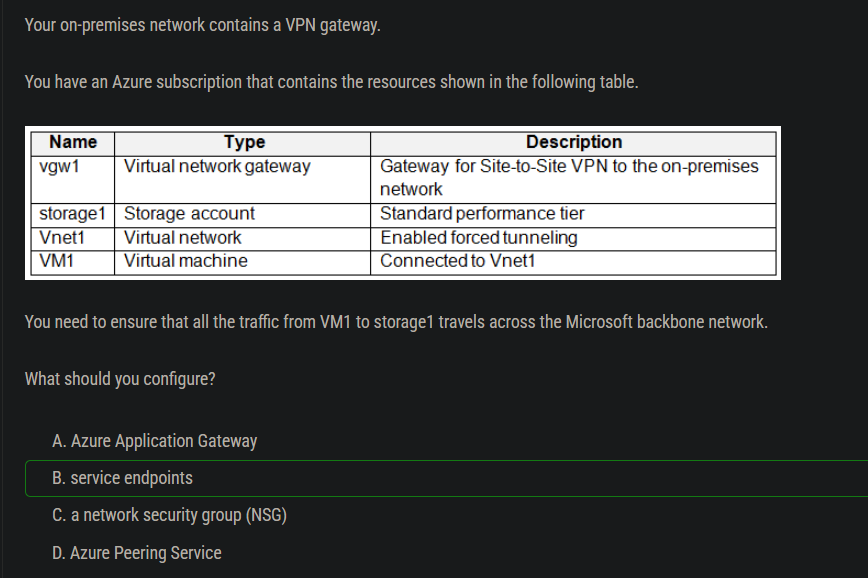 Your on-premises network contains a VPN gateway.
You have an Azure subscription that contains the resources shown in the following table.
Name Type Description
vgw1 Virtual network gateway Gateway for Site-to-Site VPN to the on-premises
network
storage1 Storage account Standard performance tier
Vnet1 Virtual network Enabled forced tunneling
VM1 Virtual machine Connected to Vnet1
You need to ensure that all the traffic from VM1 to storage1 travels across the Microsoft backbone network.
What should you configure?
A. Azure Application Gateway
B. service endpoints
C. a network security group (NSG)
D. Azure Peering Service